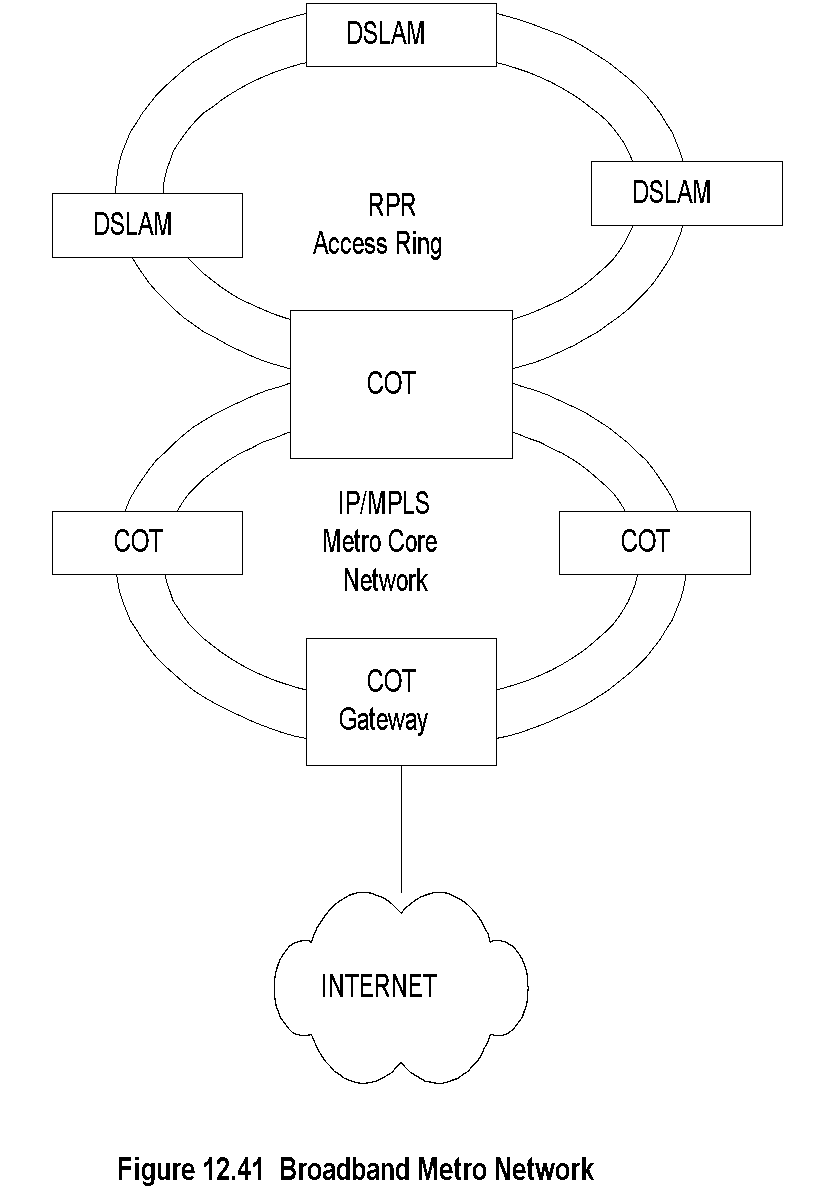 DSLAM
DSLAM
DSLAM
RPR
Access Ring
COT
IP/MPLS
Metro Core
Network
COT
COT
COT
Gateway
INTERNET
Figure 12.41 Broadband Metro Network